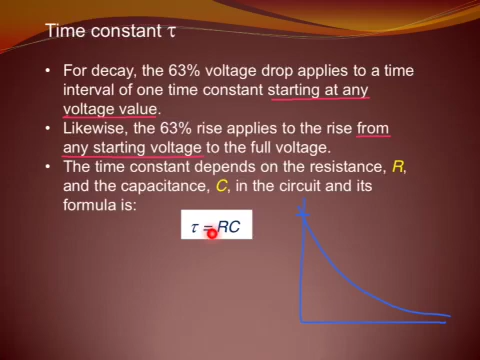 Time constant τ
• For decay, the 63% voltage drop applies to a time
interval of one time constant starting at any
voltage value.
• Likewise, the 63% rise applies to the rise from
any starting voltage to the full voltage.
• The time constant depends on the resistance, R,
and the capacitance, C, in the circuit and its
formula is:
τ = RC